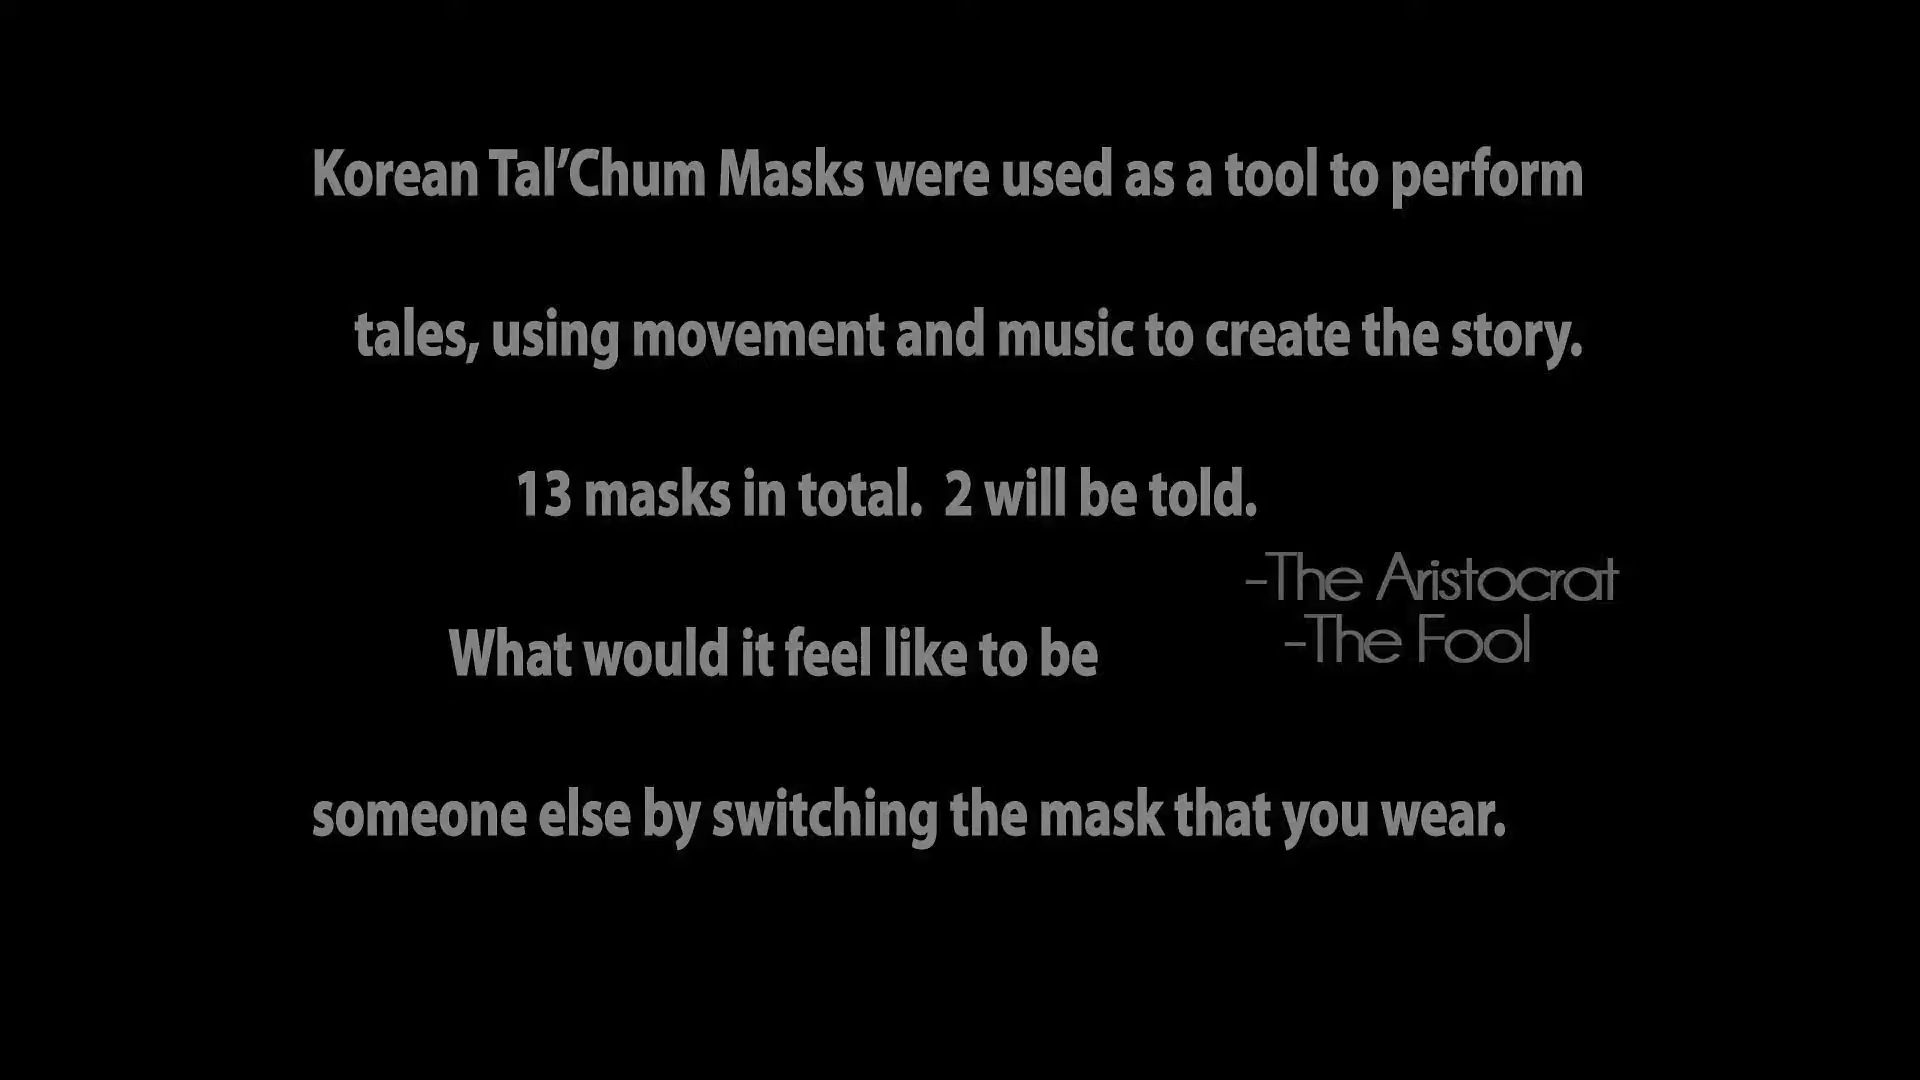 Korean Tal’Chum Masks were used as a tool to perform
tales, using movement and music to create the story.
13 masks in total.  2 will be told.
-The Aristocrat
-The Fool
What would it feel like to be
someone else by switching the mask that you wear.